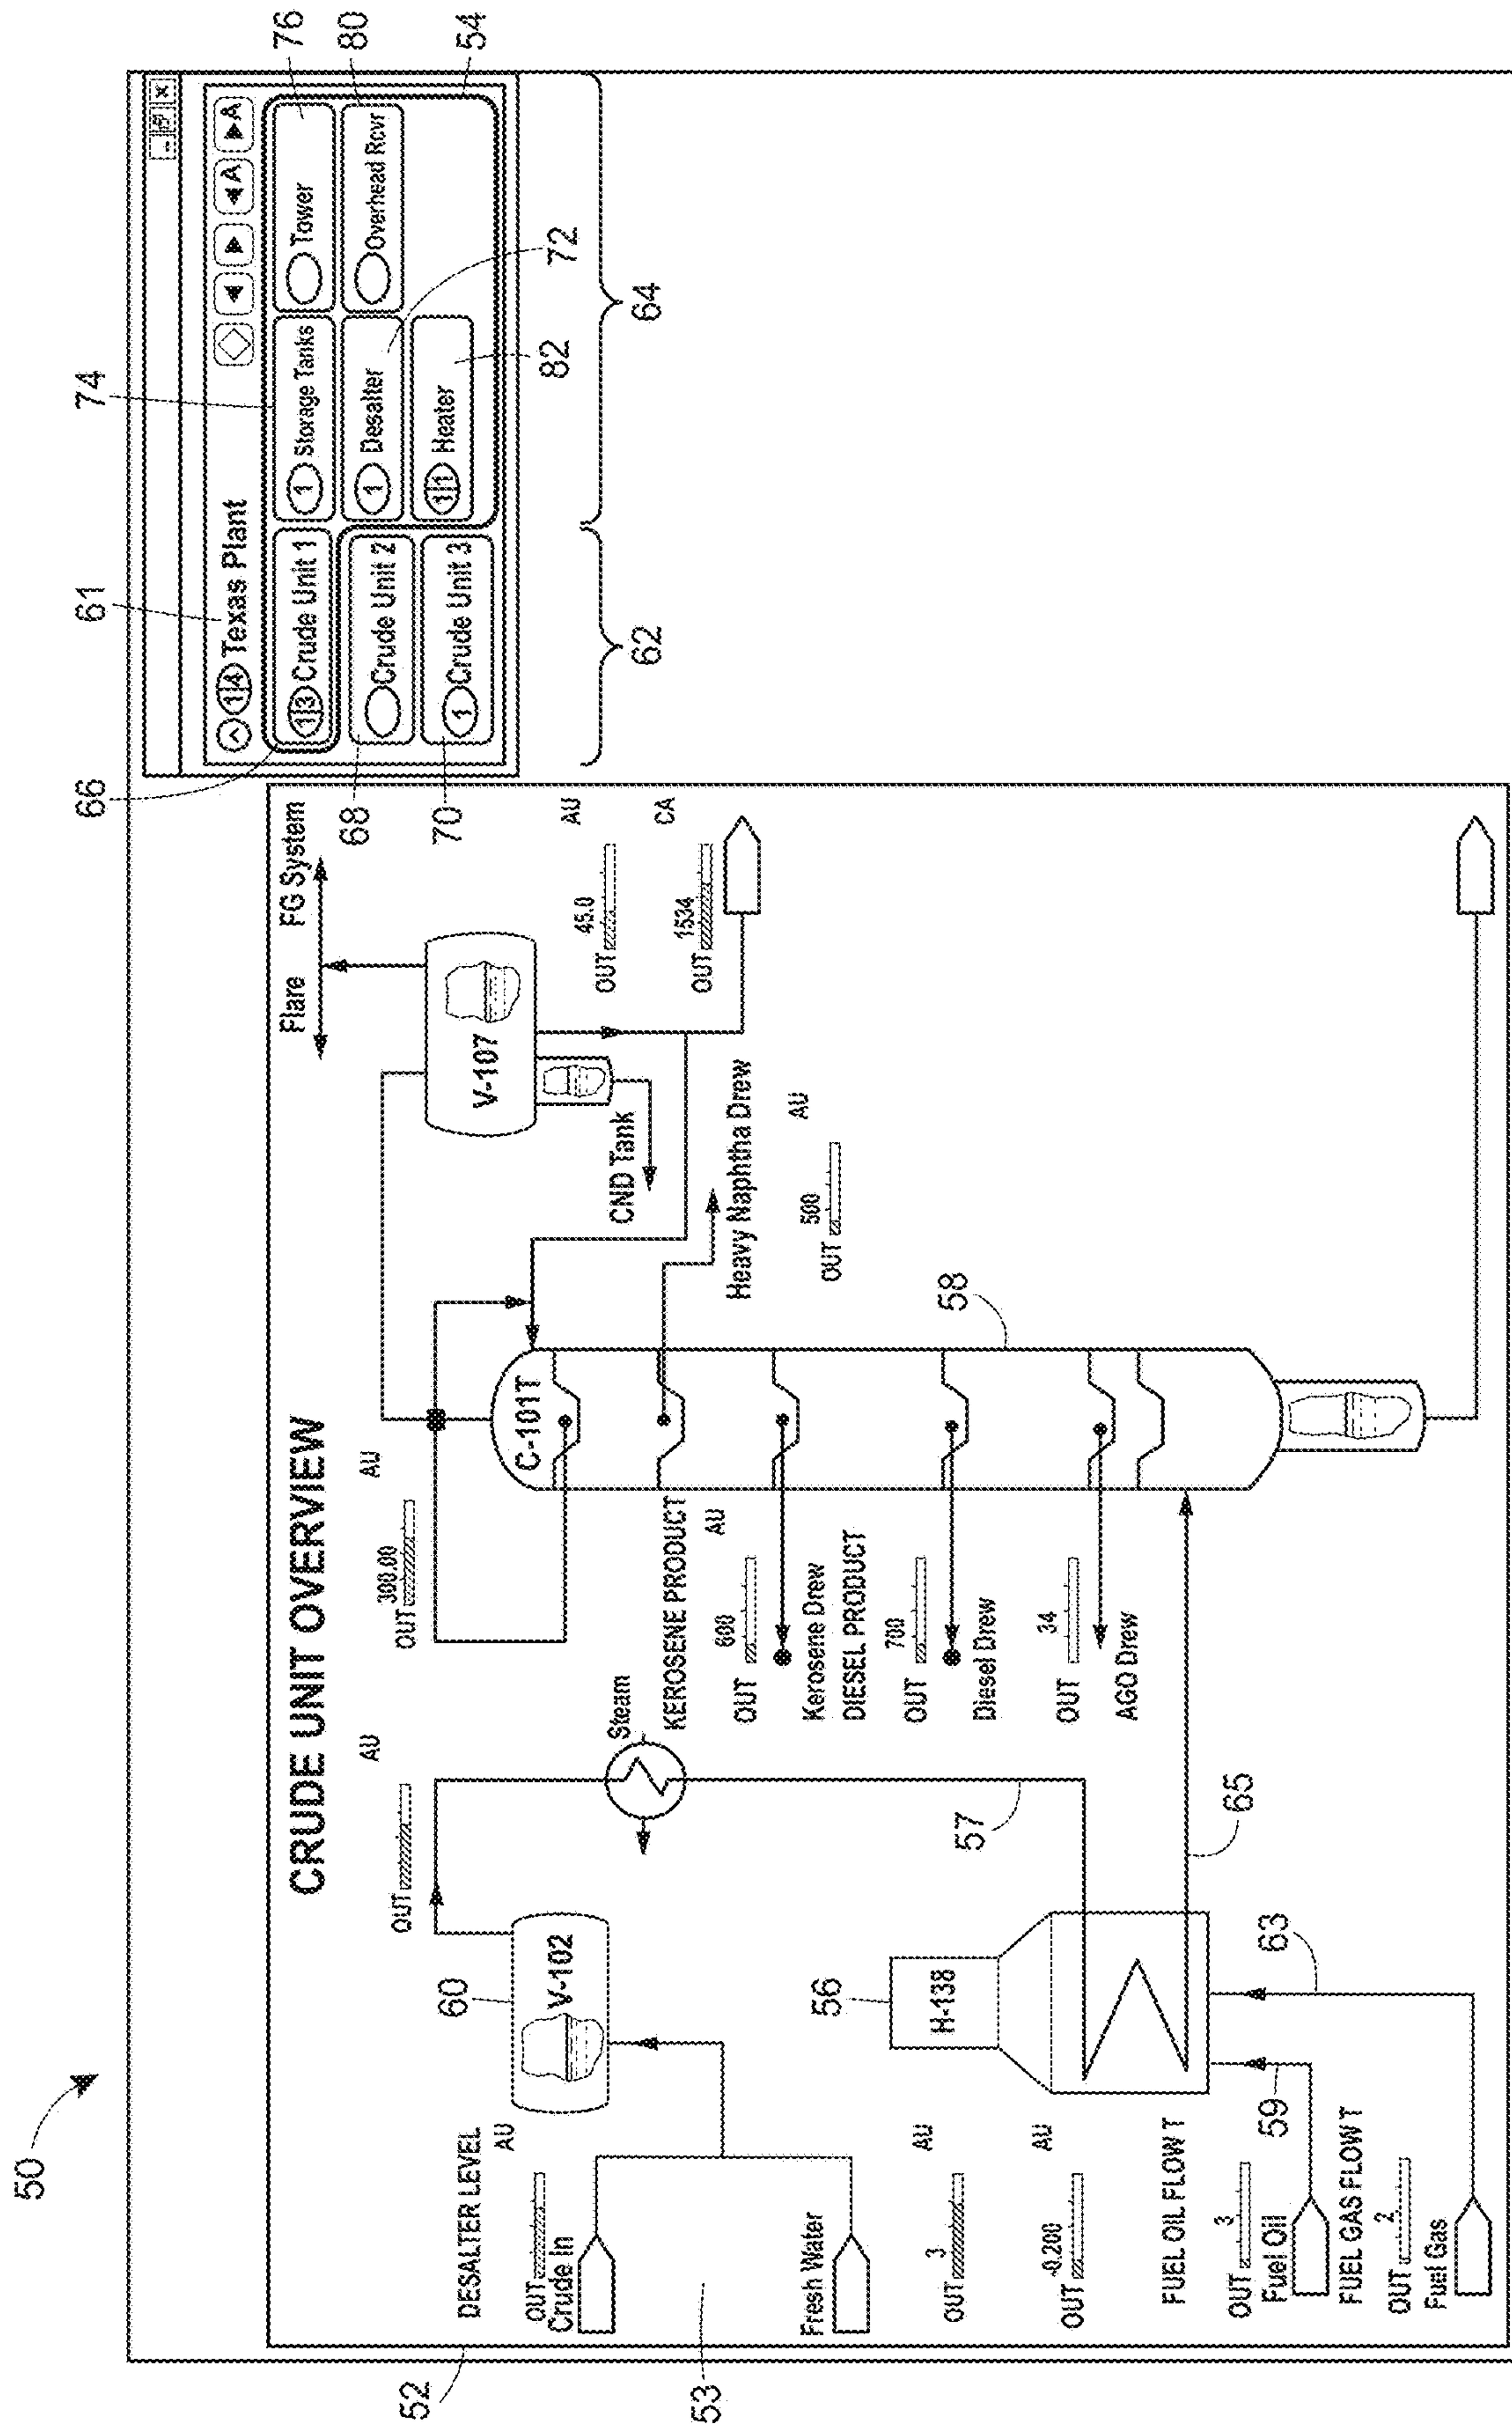 50
52
53
CRUDE UNIT OVERVIEW
DESALTER LEVEL
AU
OUT
Crude In
Fresh Water
60
V-102
OUT
AU
Steam
57
OUT 3
AU
OUT -0.200
AU
56
H-138
FUEL OIL FLOW T
OUT 3
Fuel Oil
59
FUEL GAS FLOW T
OUT 2
Fuel Gas
63
65
OUT 300.00
AU
C-101T
KEROSENE PRODUCT
AU
OUT 600
Kerosene Drew
DIESEL PRODUCT
OUT 700
Diesel Drew
OUT 34
AGO Drew
58
Heavy Naphtha Drew
AU
OUT 500
CND Tank
V-107
Flare
FG System
OUT 45.0
AU
OUT 1534
CA
61
1|4 Texas Plant
A
A
66
1|3 Crude Unit 1
68
Crude Unit 2
70
1 Crude Unit 3
74
1 Storage Tanks
76
Tower
72
1 Desalter
80
Overhead Rcvr
82
1|1 Heater
54
62
64